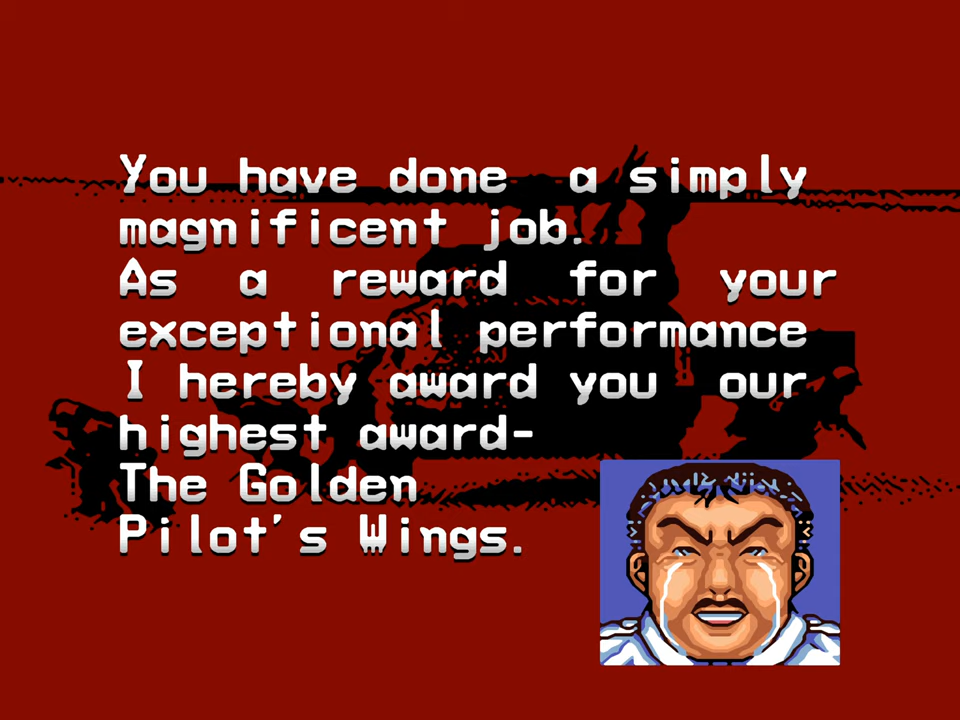 You have done a simply
magnificent job.
As a reward for your
exceptional performance
I hereby award you our
highest award-
The Golden
Pilot's Wings.